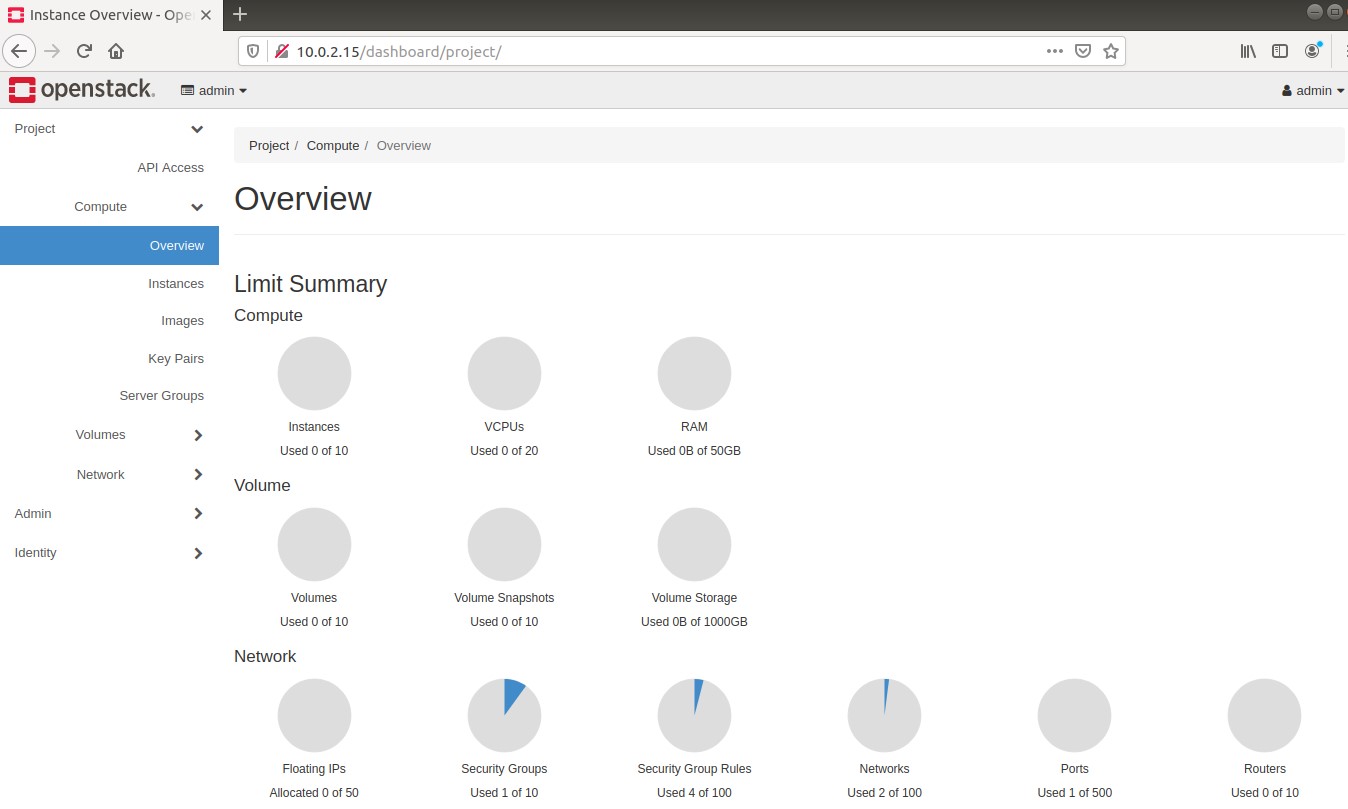 Instance Overview - Ope
10.0.2.15/dashboard/project/
openstack.
admin
admin
Project
API Access
Compute
Overview
Instances
Images
Key Pairs
Server Groups
Volumes
Network
Admin
Identity
Project / Compute / Overview
Overview
Limit Summary
Compute
Instances VCPUs RAM
Used 0 of 10 Used 0 of 20 Used 0B of 50GB
Volume
Volumes Volume Snapshots Volume Storage
Used 0 of 10 Used 0 of 10 Used 0B of 1000GB
Network
Floating IPs Security Groups Security Group Rules Networks Ports Routers
Allocated 0 of 50 Used 1 of 10 Used 4 of 100 Used 2 of 100 Used 1 of 500 Used 0 of 10